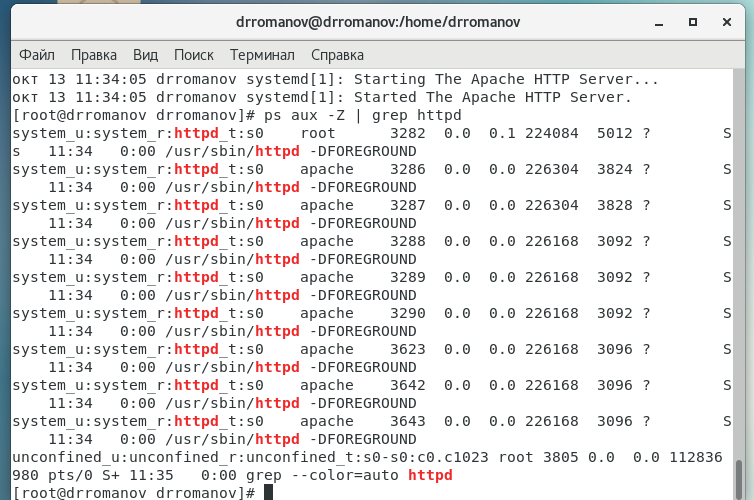 drromanov@drromanov:/home/drromanov
Файл Правка Вид Поиск Терминал Справка
окт 13 11:34:05 drromanov systemd[1]: Starting The Apache HTTP Server...
окт 13 11:34:05 drromanov systemd[1]: Started The Apache HTTP Server.
[root@drromanov drromanov]# ps aux -Z | grep httpd
system_u:system_r:httpd_t:s0    root      3282  0.0  0.1 224084  5012 ?        S
s   11:34   0:00 /usr/sbin/httpd -DFOREGROUND
system_u:system_r:httpd_t:s0    apache    3286  0.0  0.0 226304  3824 ?        S
    11:34   0:00 /usr/sbin/httpd -DFOREGROUND
system_u:system_r:httpd_t:s0    apache    3287  0.0  0.0 226304  3828 ?        S
    11:34   0:00 /usr/sbin/httpd -DFOREGROUND
system_u:system_r:httpd_t:s0    apache    3288  0.0  0.0 226168  3092 ?        S
    11:34   0:00 /usr/sbin/httpd -DFOREGROUND
system_u:system_r:httpd_t:s0    apache    3289  0.0  0.0 226168  3092 ?        S
    11:34   0:00 /usr/sbin/httpd -DFOREGROUND
system_u:system_r:httpd_t:s0    apache    3290  0.0  0.0 226168  3092 ?        S
    11:34   0:00 /usr/sbin/httpd -DFOREGROUND
system_u:system_r:httpd_t:s0    apache    3623  0.0  0.0 226168  3096 ?        S
    11:34   0:00 /usr/sbin/httpd -DFOREGROUND
system_u:system_r:httpd_t:s0    apache    3642  0.0  0.0 226168  3096 ?        S
    11:34   0:00 /usr/sbin/httpd -DFOREGROUND
system_u:system_r:httpd_t:s0    apache    3643  0.0  0.0 226168  3096 ?        S
    11:34   0:00 /usr/sbin/httpd -DFOREGROUND
unconfined_u:unconfined_r:unconfined_t:s0-s0:c0.c1023 root 3805 0.0  0.0 112836
980 pts/0 S+ 11:35   0:00 grep --color=auto httpd
[root@drromanov drromanov]#